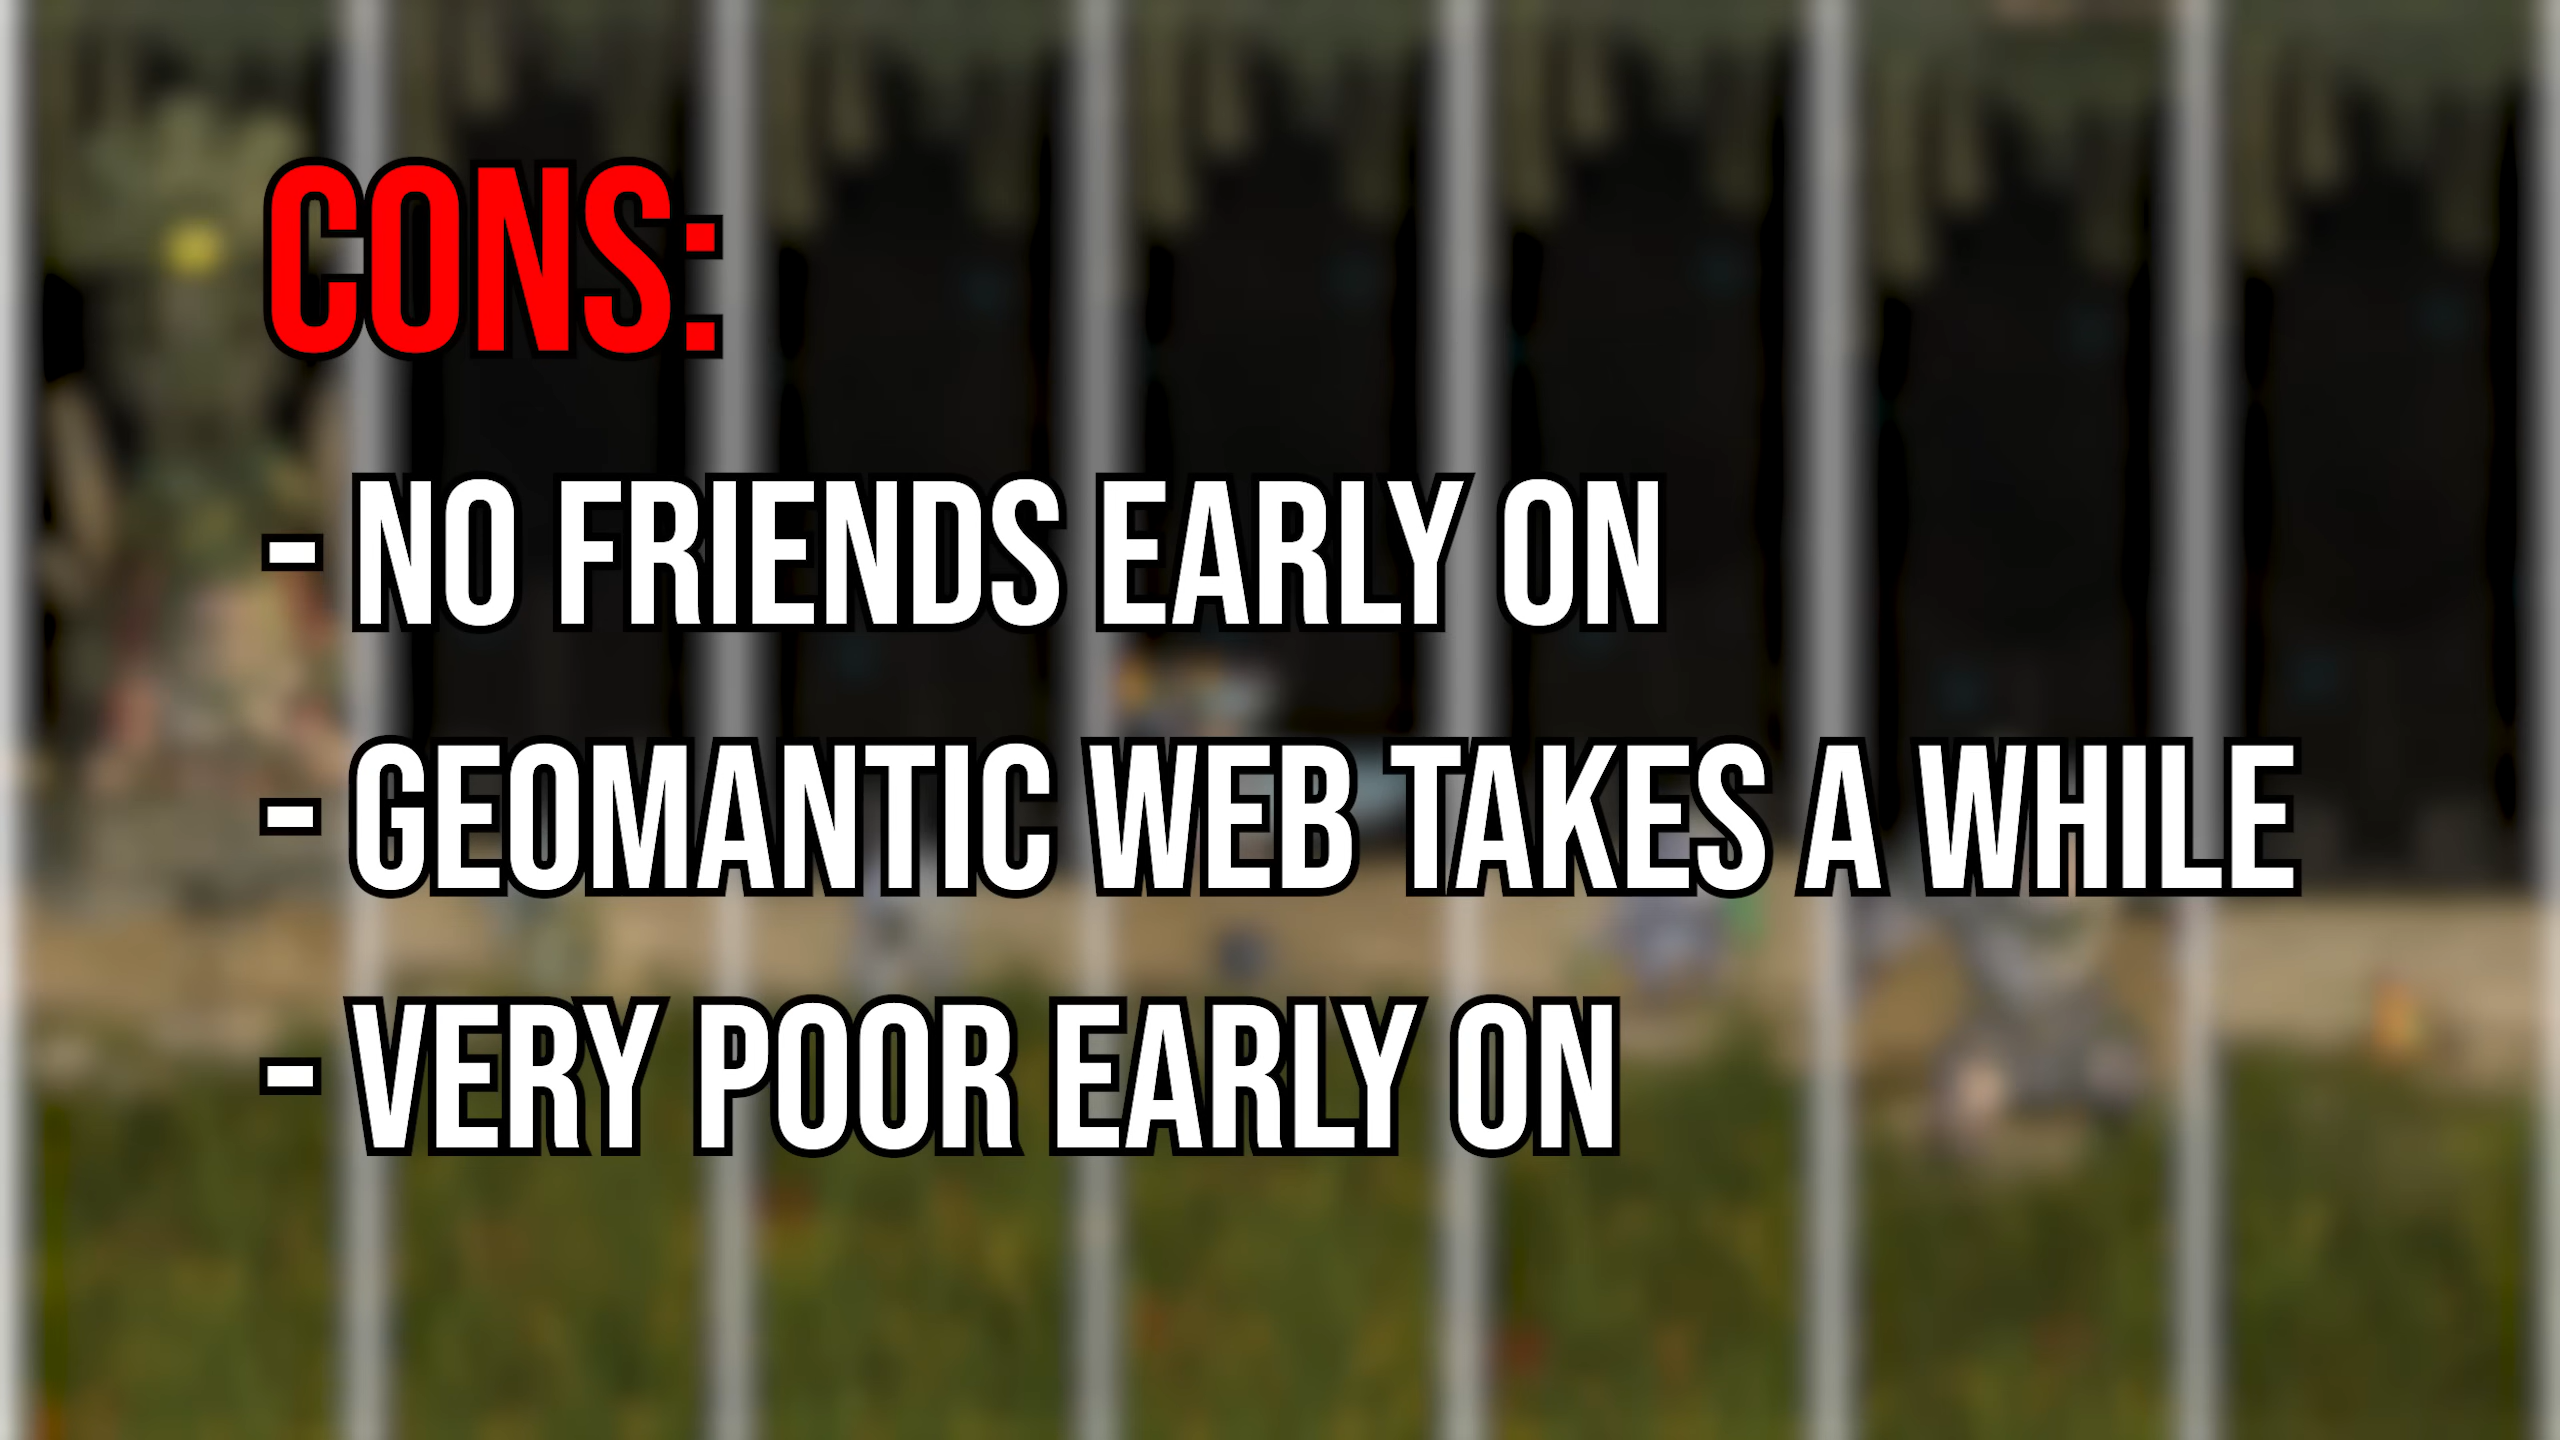 CONS:
- NO FRIENDS EARLY ON
- GEOMANTIC WEB TAKES A WHILE
- VERY POOR EARLY ON